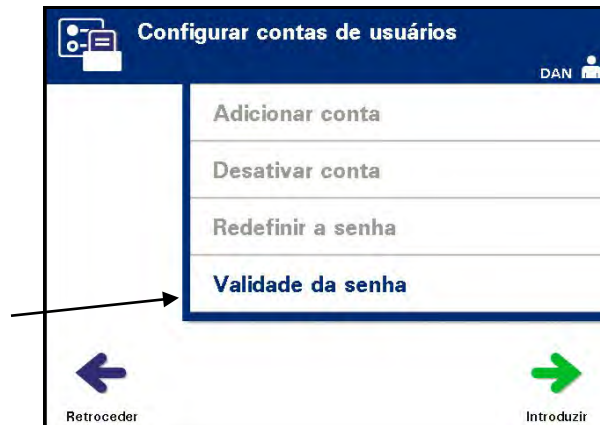 Configurar contas de usuários
DAN
Adicionar conta
Desativar conta
Redefinir a senha
Validade da senha
Retroceder
Introduzir